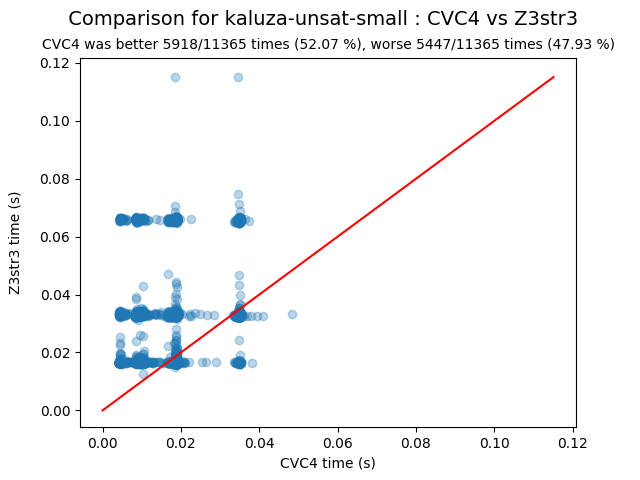 Comparison for kaluza-unsat-small : CVC4 vs Z3str3
CVC4 was better 5918/11365 times (52.07 %), worse 5447/11365 times (47.93 %)
0.12
0.10
0.08
0.06
0.04
0.02
0.00
Z3str3 time (s)
0.00 0.02 0.04 0.06 0.08 0.10 0.12
CVC4 time (s)